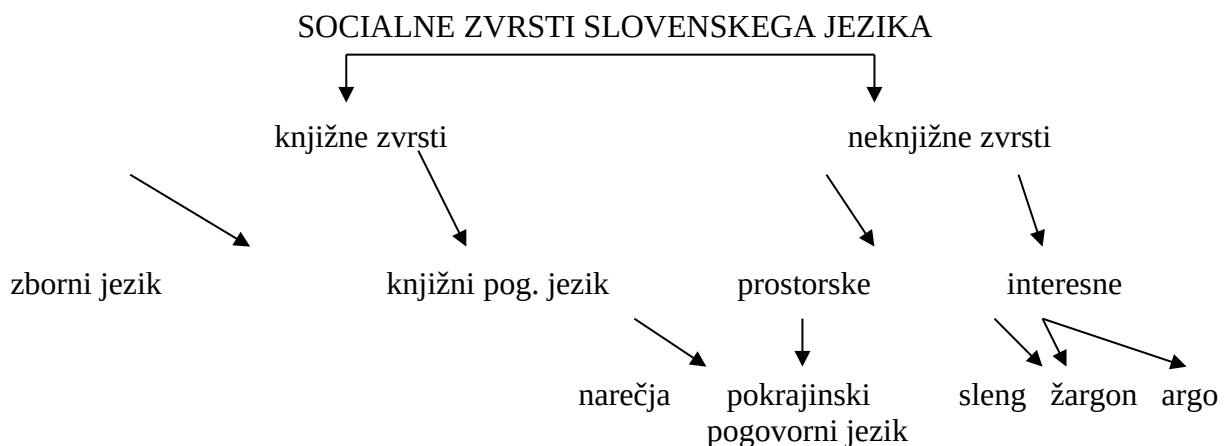 SOCIALNE ZVRSTI SLOVENSKEGA JEZIKA
knjižne zvrsti neknjižne zvrsti
zborni jezik knjižni pog. jezik prostorske interesne
narečja pokrajinski sleng žargon argo
pogovorni jezik